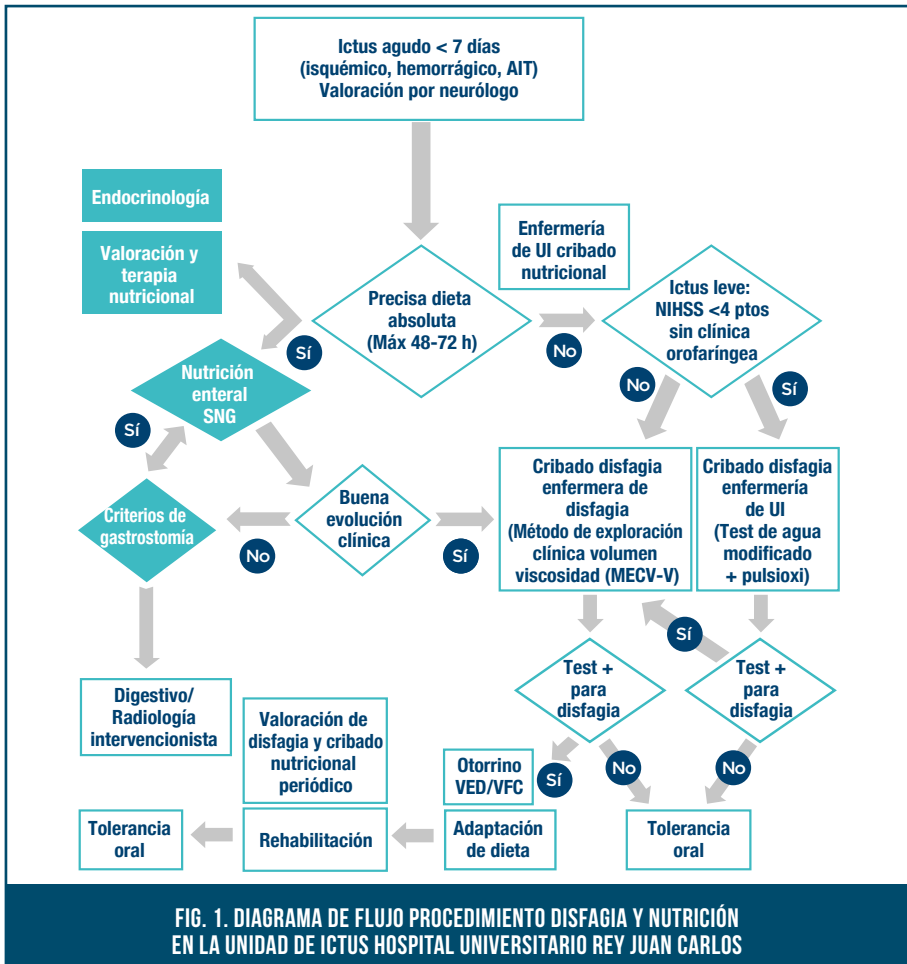 Ictus agudo < 7 días
(isquémico, hemorrágico, AIT)
Valoración por neurólogo
Endocrinología
Valoración y
terapia
nutricional
Enfermería
de UI cribado
nutricional
Precisa dieta
absoluta
(Máx 48-72 h)
Ictus leve:
NIHSS <4 ptos
sin clínica
orofaríngea
Sí
No
Nutrición
enteral
SNG
No
Sí
Sí
Criterios de
gastrostomía
No
Buena
evolución
clínica
Sí
Cribado disfagia
enfermera de
disfagia
(Método de exploración
clínica volumen
viscosidad (MECV-V)
Cribado disfagia
enfermería
de UI
(Test de agua
modificado
+ pulsioxi)
Sí
Test +
para
disfagia
Test +
para
disfagia
Digestivo/
Radiología
intervencionista
Valoración de
disfagia y cribado
nutricional
periódico
Otorrino
VED/VFC
Sí
No
No
Tolerancia
oral
Rehabilitación
Adaptación
de dieta
Tolerancia
oral
FIG. 1. DIAGRAMA DE FLUJO PROCEDIMIENTO DISFAGIA Y NUTRICIÓN
EN LA UNIDAD DE ICTUS HOSPITAL UNIVERSITARIO REY JUAN CARLOS